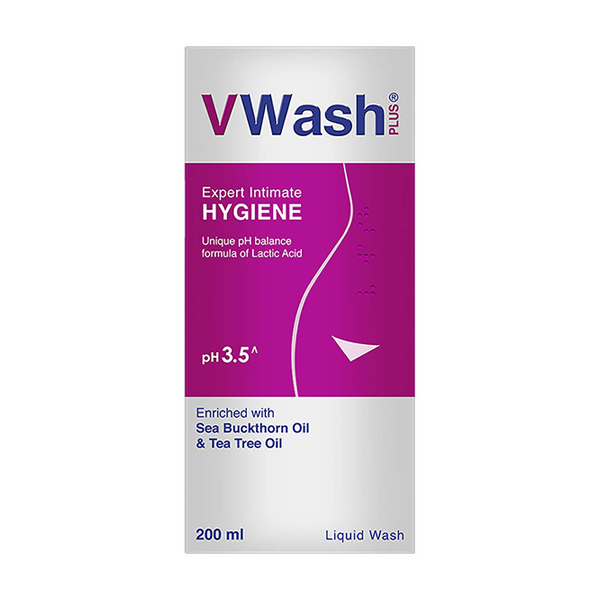 VWash PLUS®
Expert Intimate
HYGIENE
Unique pH balance
formula of Lactic Acid
pH 3.5^
Enriched with
Sea Buckthorn Oil
& Tea Tree Oil
200 ml
Liquid Wash